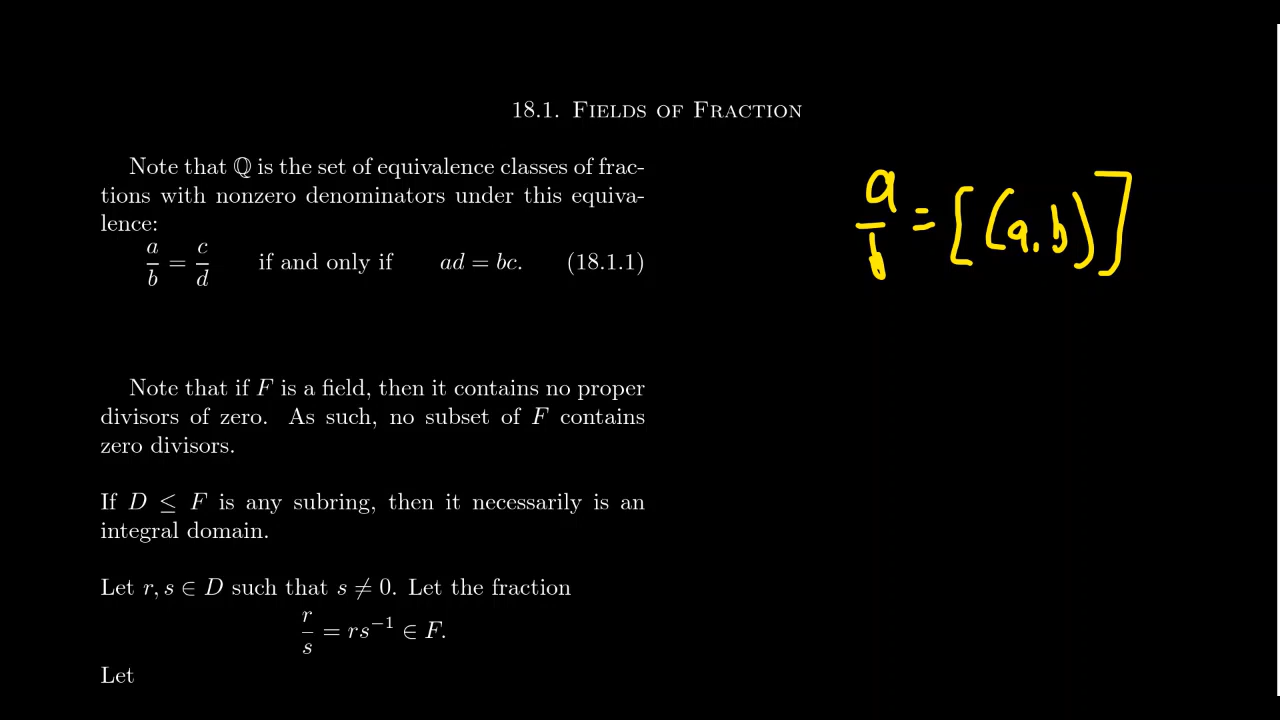 18.1. Fields of Fraction
Note that ℚ is the set of equivalence classes of frac-
tions with nonzero denominators under this equiva-
lence:
a/b = c/d if and only if ad = bc. (18.1.1)
a/b = [(a,b)]
Note that if F is a field, then it contains no proper
divisors of zero. As such, no subset of F contains
zero divisors.
If D ≤ F is any subring, then it necessarily is an
integral domain.
Let r, s ∈ D such that s ≠ 0. Let the fraction
r/s = rs⁻¹ ∈ F.
Let